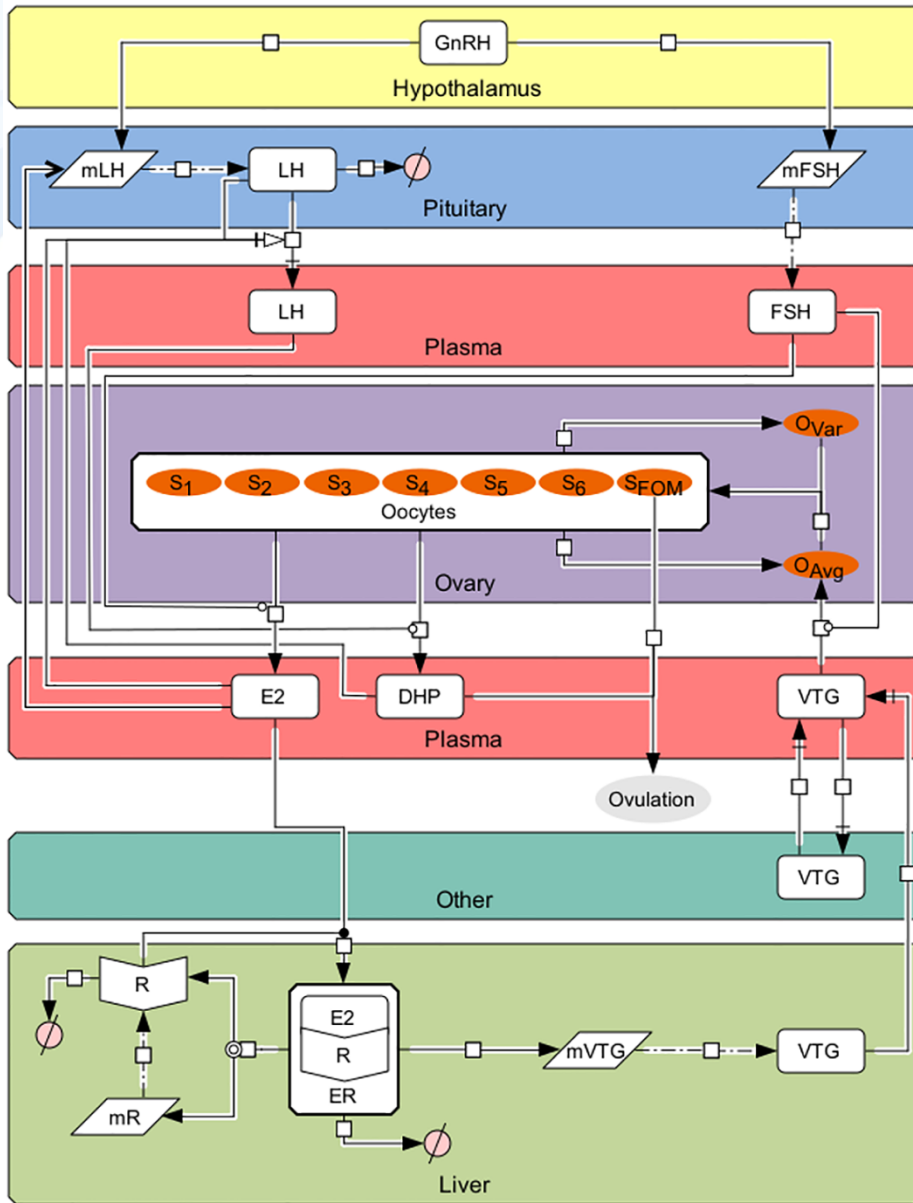 GnRH
Hypothalamus
mLH
LH
mFSH
Pituitary
LH
FSH
Plasma
OVar
S1 S2 S3 S4 S5 S6 SFOM
Oocytes
OAvg
Ovary
E2
DHP
VTG
Plasma
Ovulation
VTG
Other
R
E2
R
ER
mVTG
VTG
mR
Liver